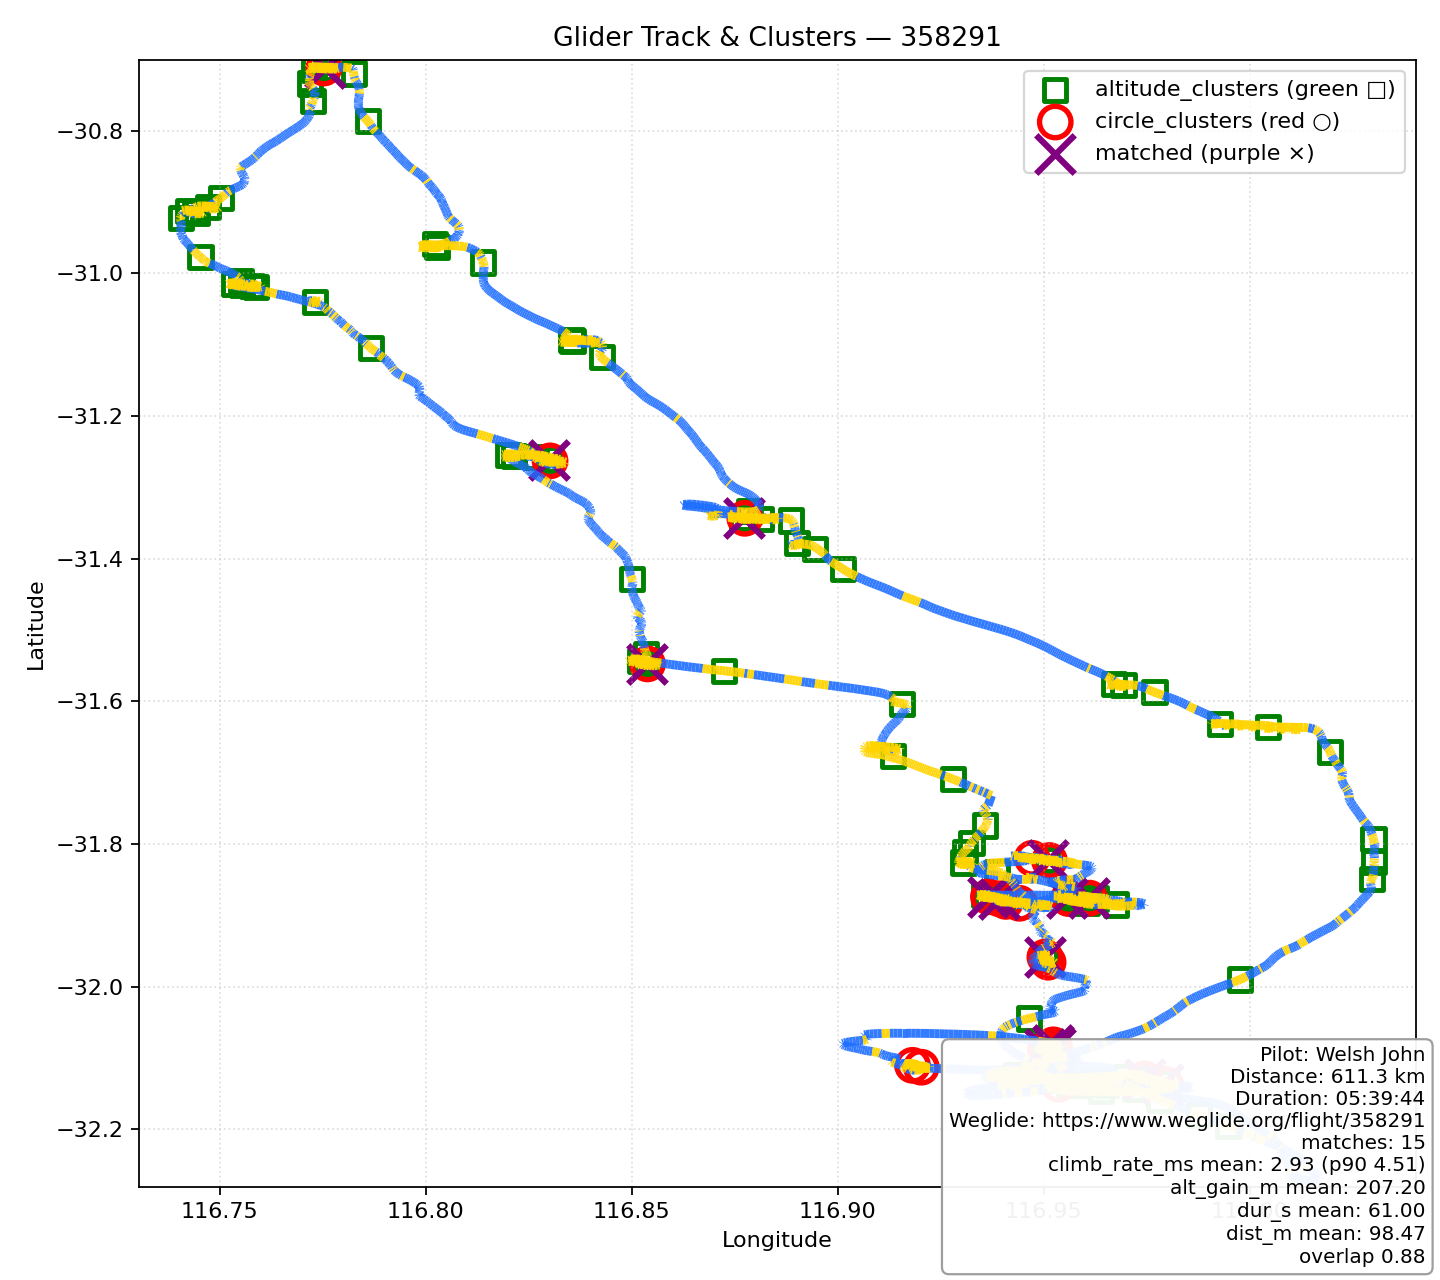 Glider Track & Clusters — 358291
altitude_clusters (green □)
circle_clusters (red ○)
matched (purple ×)
Latitude
−30.8
−31.0
−31.2
−31.4
−31.6
−31.8
−32.0
−32.2
116.75
116.80
116.85
116.90
116.95
Longitude
Pilot: Welsh John
Distance: 611.3 km
Duration: 05:39:44
Weglide: https://www.weglide.org/flight/358291
matches: 15
climb_rate_ms mean: 2.93 (p90 4.51)
alt_gain_m mean: 207.20
dur_s mean: 61.00
dist_m mean: 98.47
overlap 0.88